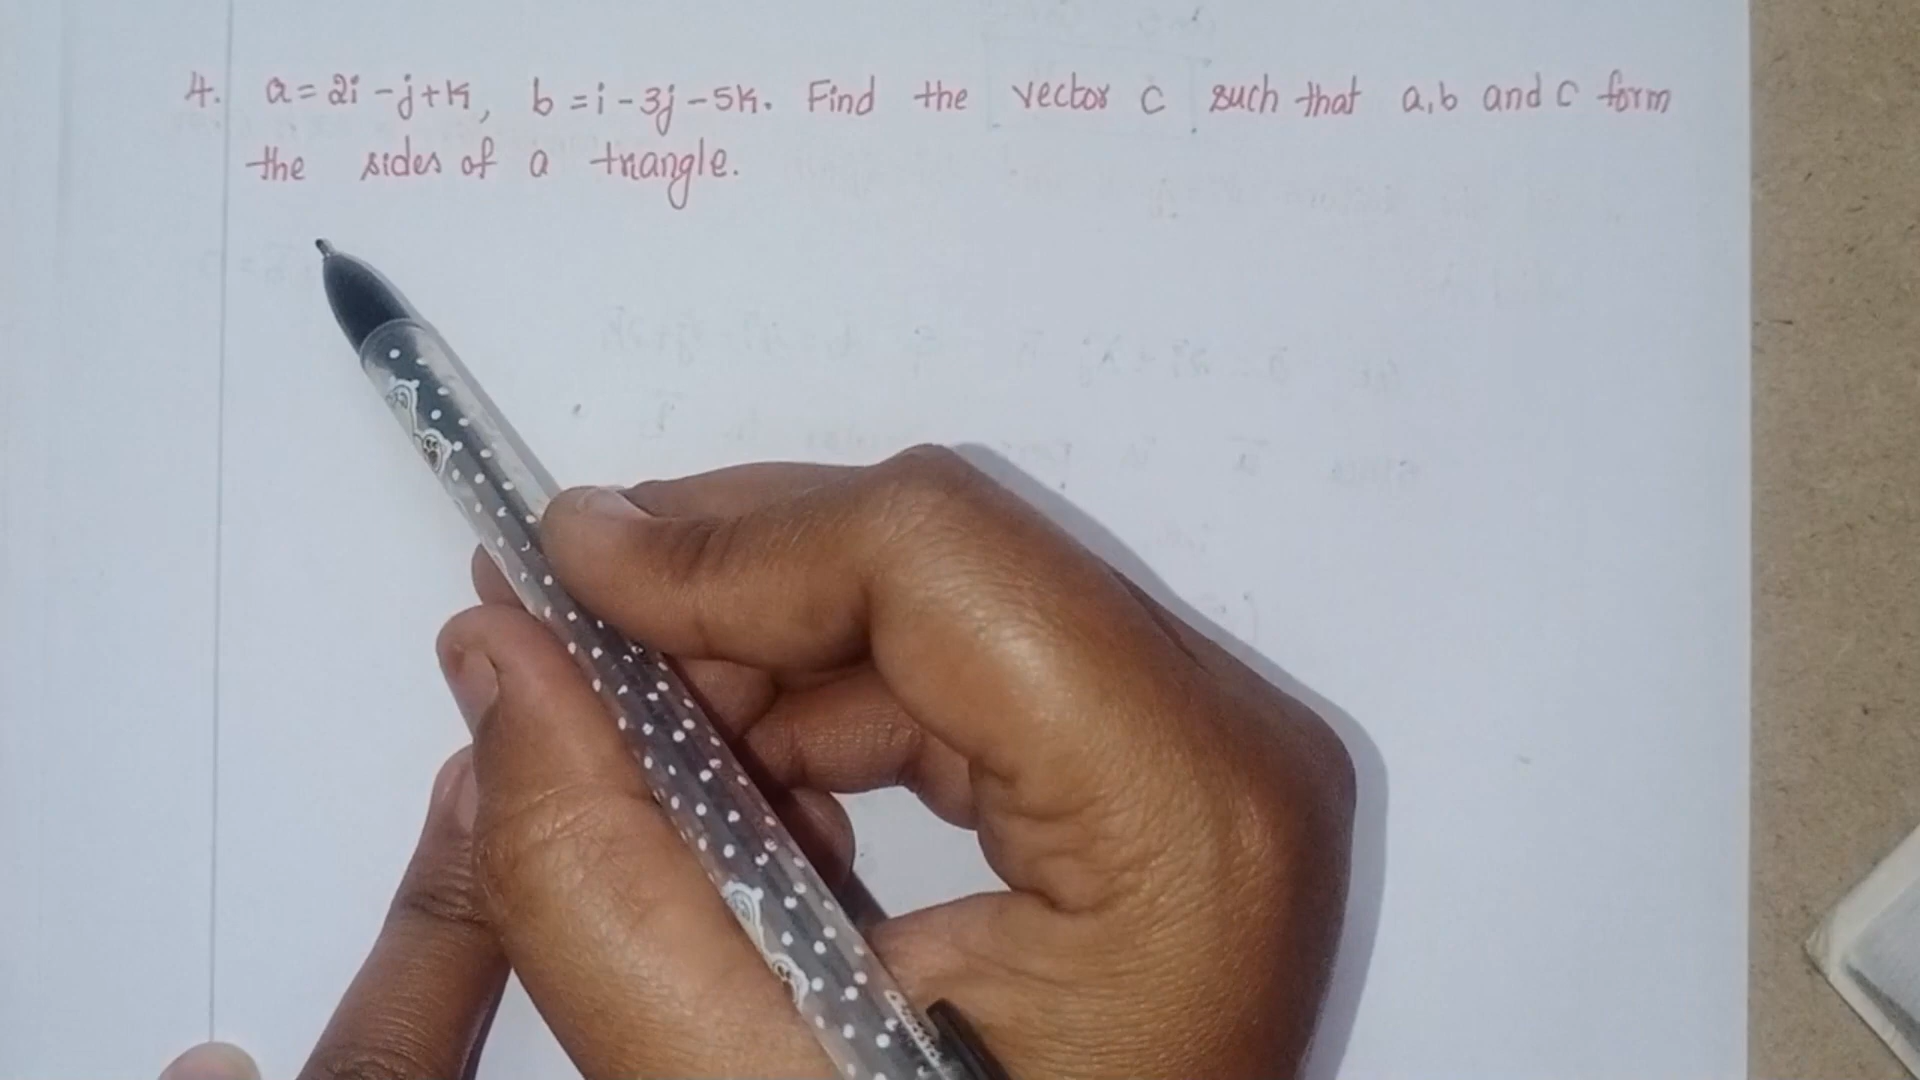 4. a = 2i - j + k, b = i - 3j - 5k. Find the vector c such that a, b and c form
the sides of a triangle.